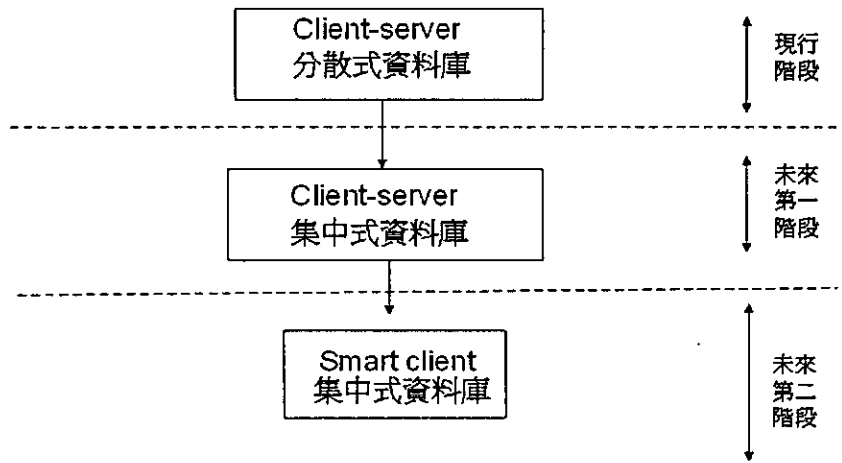 Client-server
分散式資料庫
現行
階段
Client-server
集中式資料庫
未來
第一
階段
Smart client
集中式資料庫
未來
第二
階段